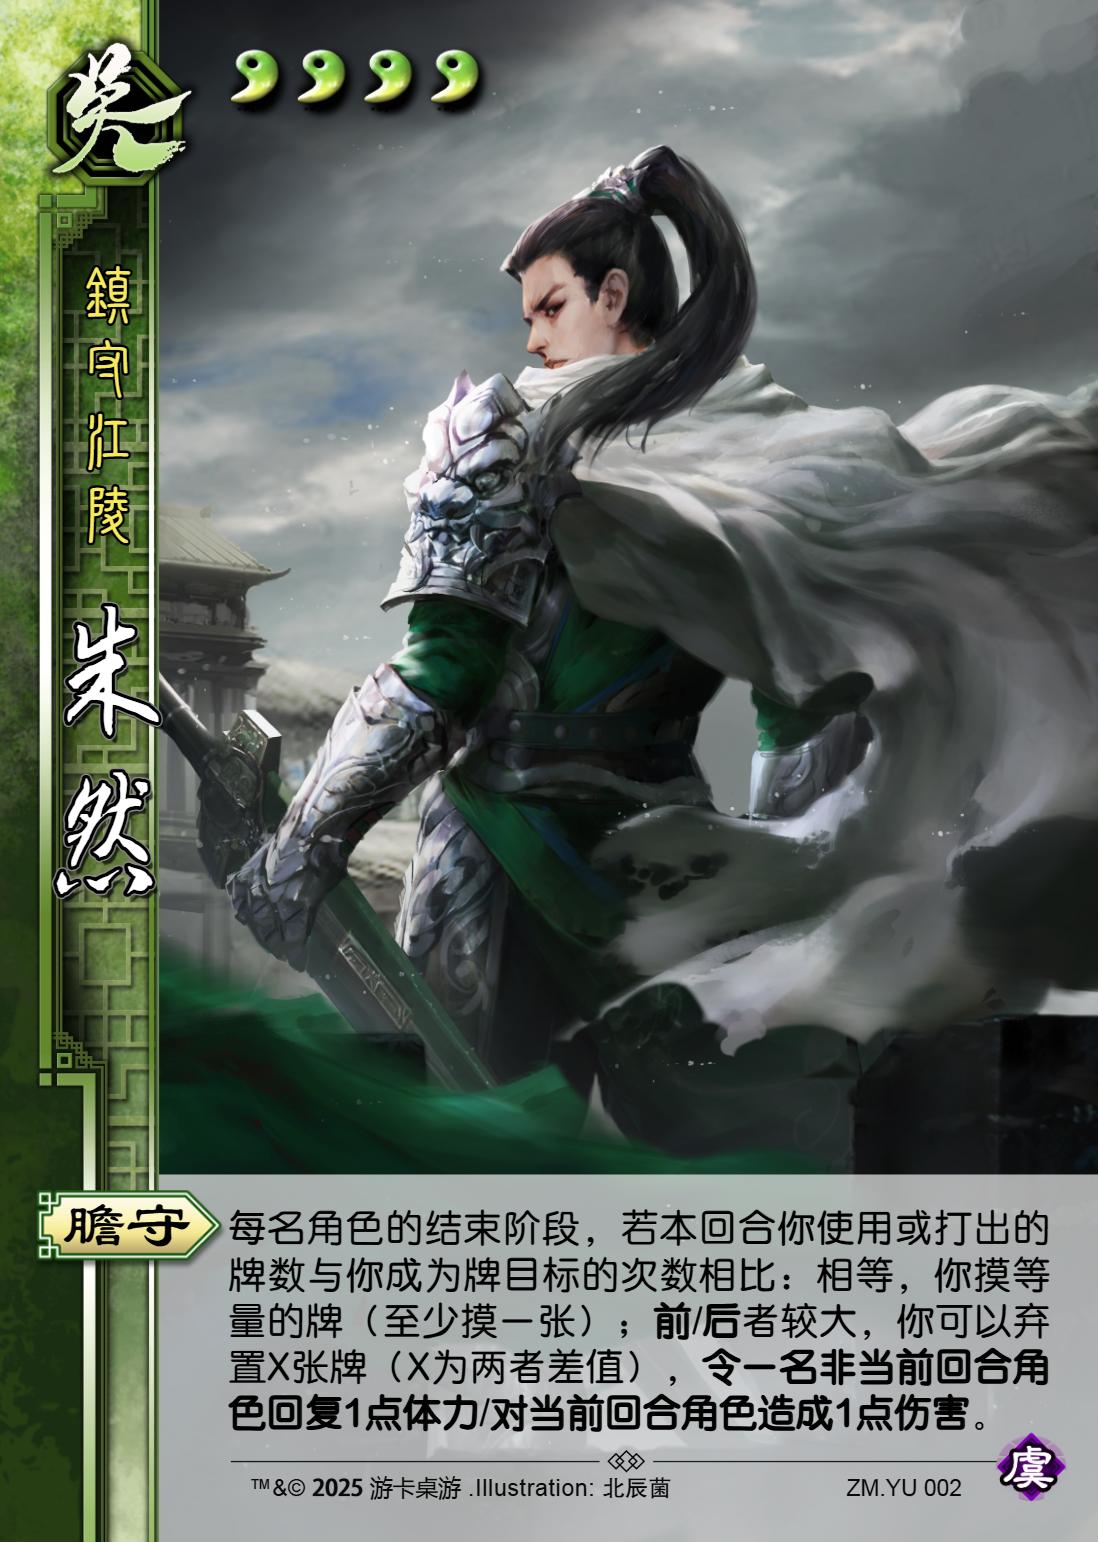 吴
鎮守江陵
朱然
膽守
每名角色的结束阶段，若本回合你使用或打出的
牌数与你成为牌目标的次数相比：相等，你摸等
量的牌（至少摸一张）；前/后者较大，你可以弃
置X张牌（X为两者差值），令一名非当前回合角
色回复1点体力/对当前回合角色造成1点伤害。
™&© 2025 游卡桌游 .Illustration: 北辰菌
ZM.YU 002
虞